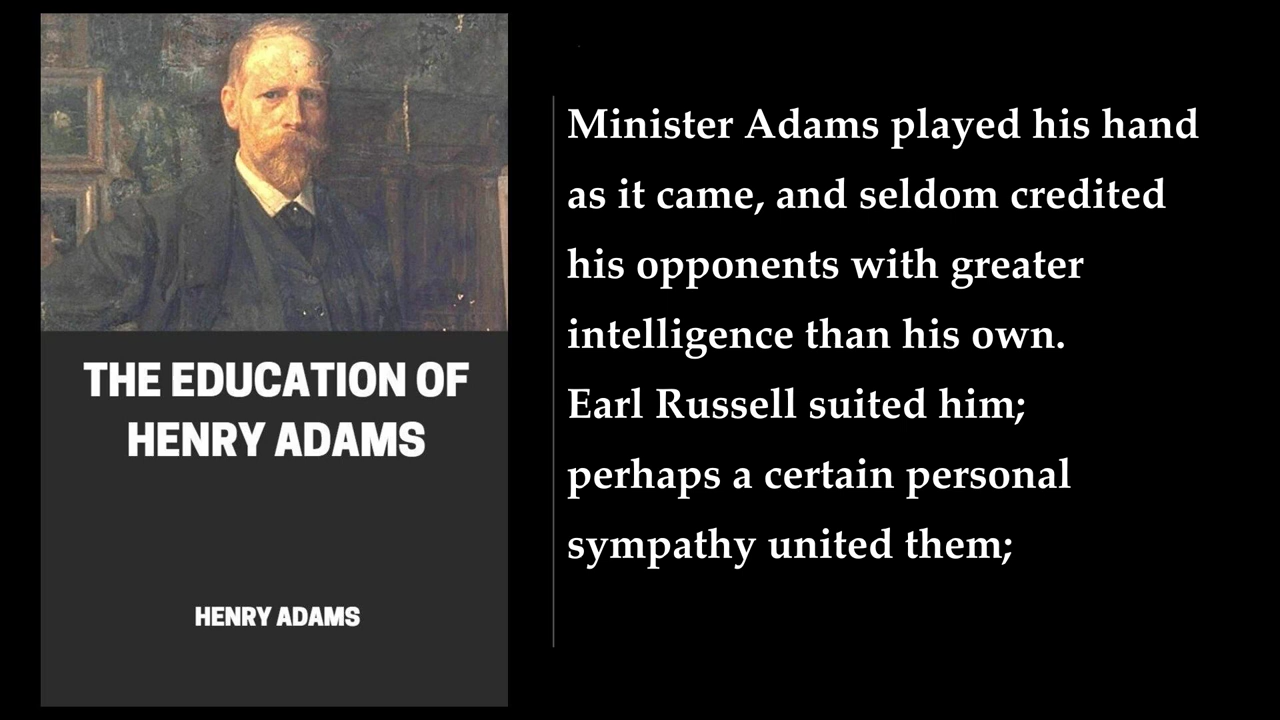 THE EDUCATION OF
HENRY ADAMS
HENRY ADAMS
Minister Adams played his hand
as it came, and seldom credited
his opponents with greater
intelligence than his own.
Earl Russell suited him;
perhaps a certain personal
sympathy united them;